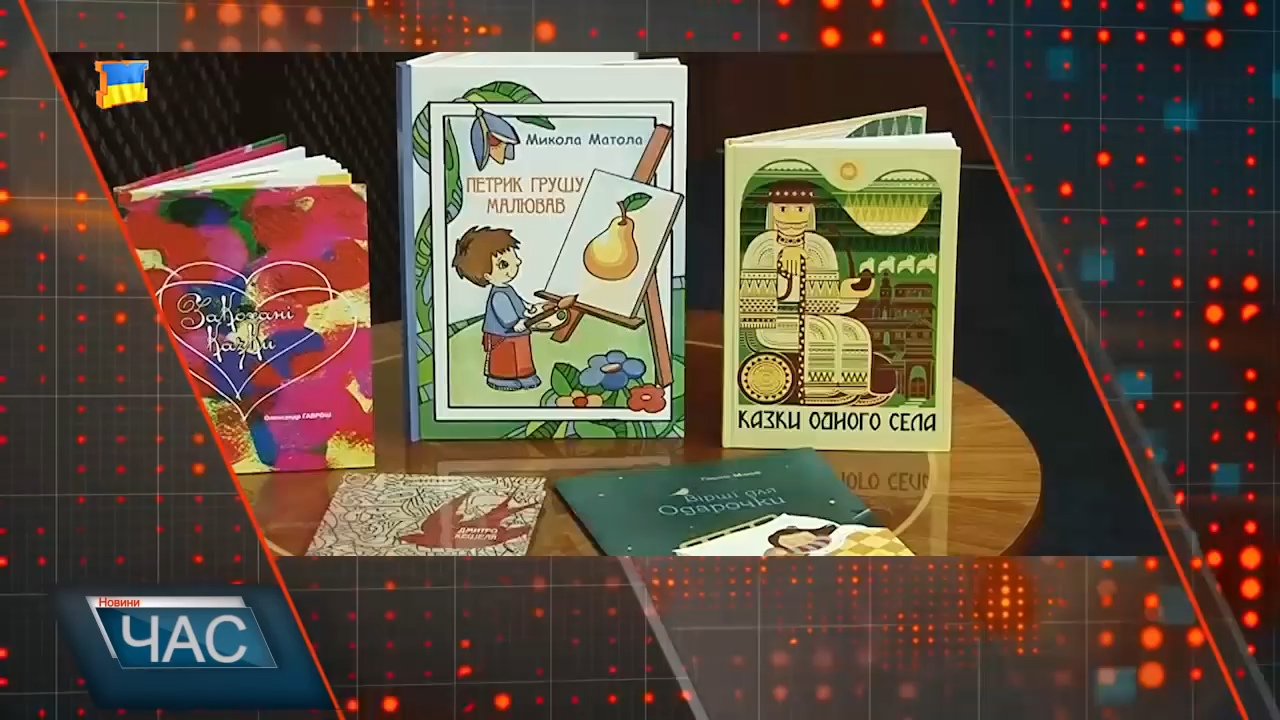 Микола Матола
ПЕТРИК ГРУШУ
МАЛЮВАВ
Закохані
Казки
Олександр ГАВРОШ
КАЗКИ ОДНОГО СЕЛА
ДМИТРО
КЕШЕЛЯ
Вірші для
Одарочки
Новини
ЧАС